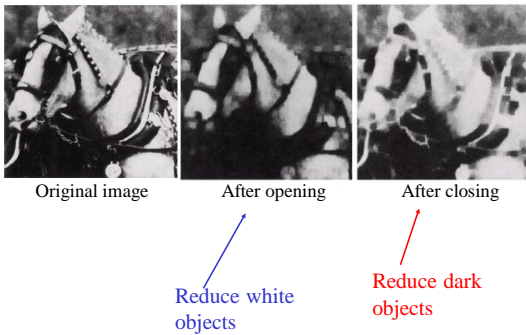 Original image
After opening
After closing
Reduce white
objects
Reduce dark
objects